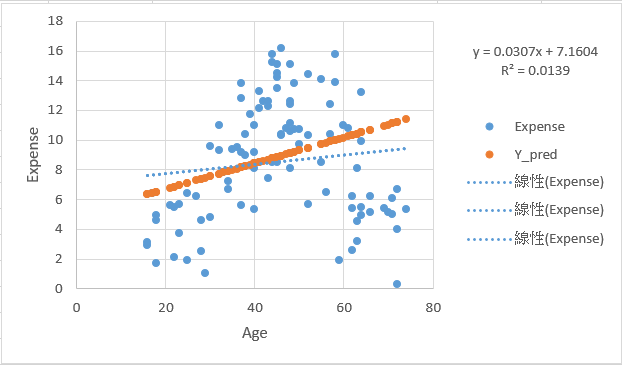 18
16
14
12
10
8
6
4
2
0
Expense
0 20 40 60 80
Age
y = 0.0307x + 7.1604
R² = 0.0139
Expense
Y_pred
線性(Expense)
線性(Expense)
線性(Expense)